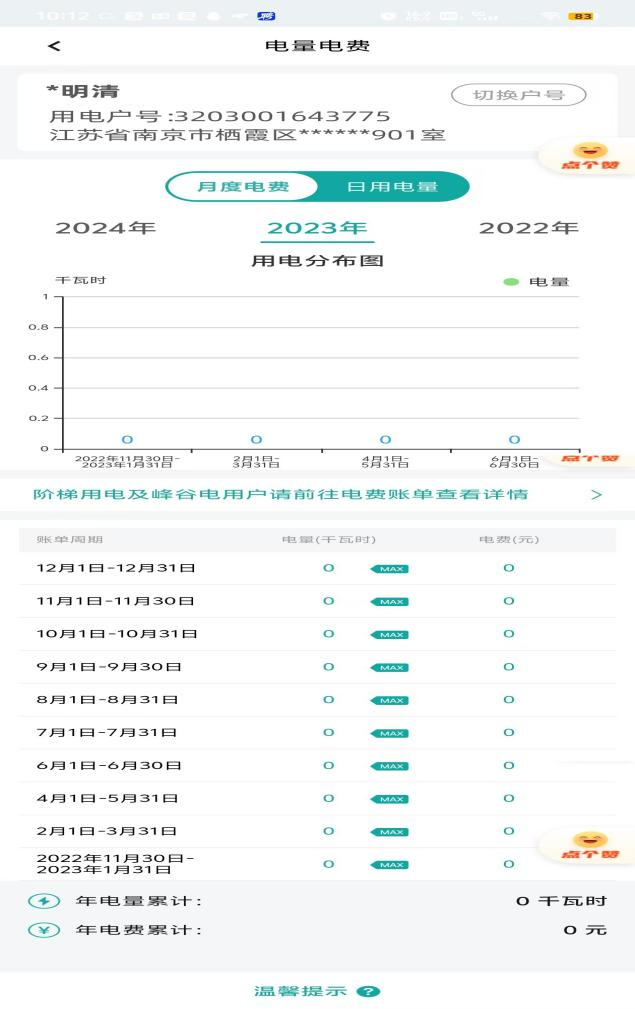 10:12
83
<
电量电费
*明清
切换户号
用电户号:3203001643775
江苏省南京市栖霞区******901室
点个赞
月度电费 日用电量
2024年 2023年 2022年
用电分布图
千瓦时 电量
1
0.8
0.6
0.4
0.2
0
0 0 0 0
2022年11月30日-
2023年1月31日
2月1日-
3月31日
4月1日-
5月31日
6月1日-
6月30日
点个赞
阶梯用电及峰谷电用户请前往电费账单查看详情 >
账单周期 电量(千瓦时) 电费(元)
12月1日-12月31日 0 MAX 0
11月1日-11月30日 0 MAX 0
10月1日-10月31日 0 MAX 0
9月1日-9月30日 0 MAX 0
8月1日-8月31日 0 MAX 0
7月1日-7月31日 0 MAX 0
6月1日-6月30日 0 MAX 0
4月1日-5月31日 0 MAX 0
2月1日-3月31日 0 MAX 0
2022年11月30日-
2023年1月31日 0 MAX 0
点个赞
年电量累计: 0 千瓦时
¥ 年电费累计: 0 元
温馨提示 ?